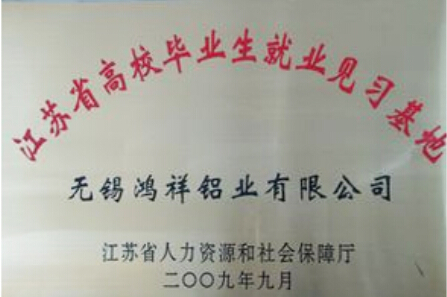 江苏省高校毕业生就业见习基地
无锡鸿祥铝业有限公司
江苏省人力资源和社会保障厅
二〇〇九年九月